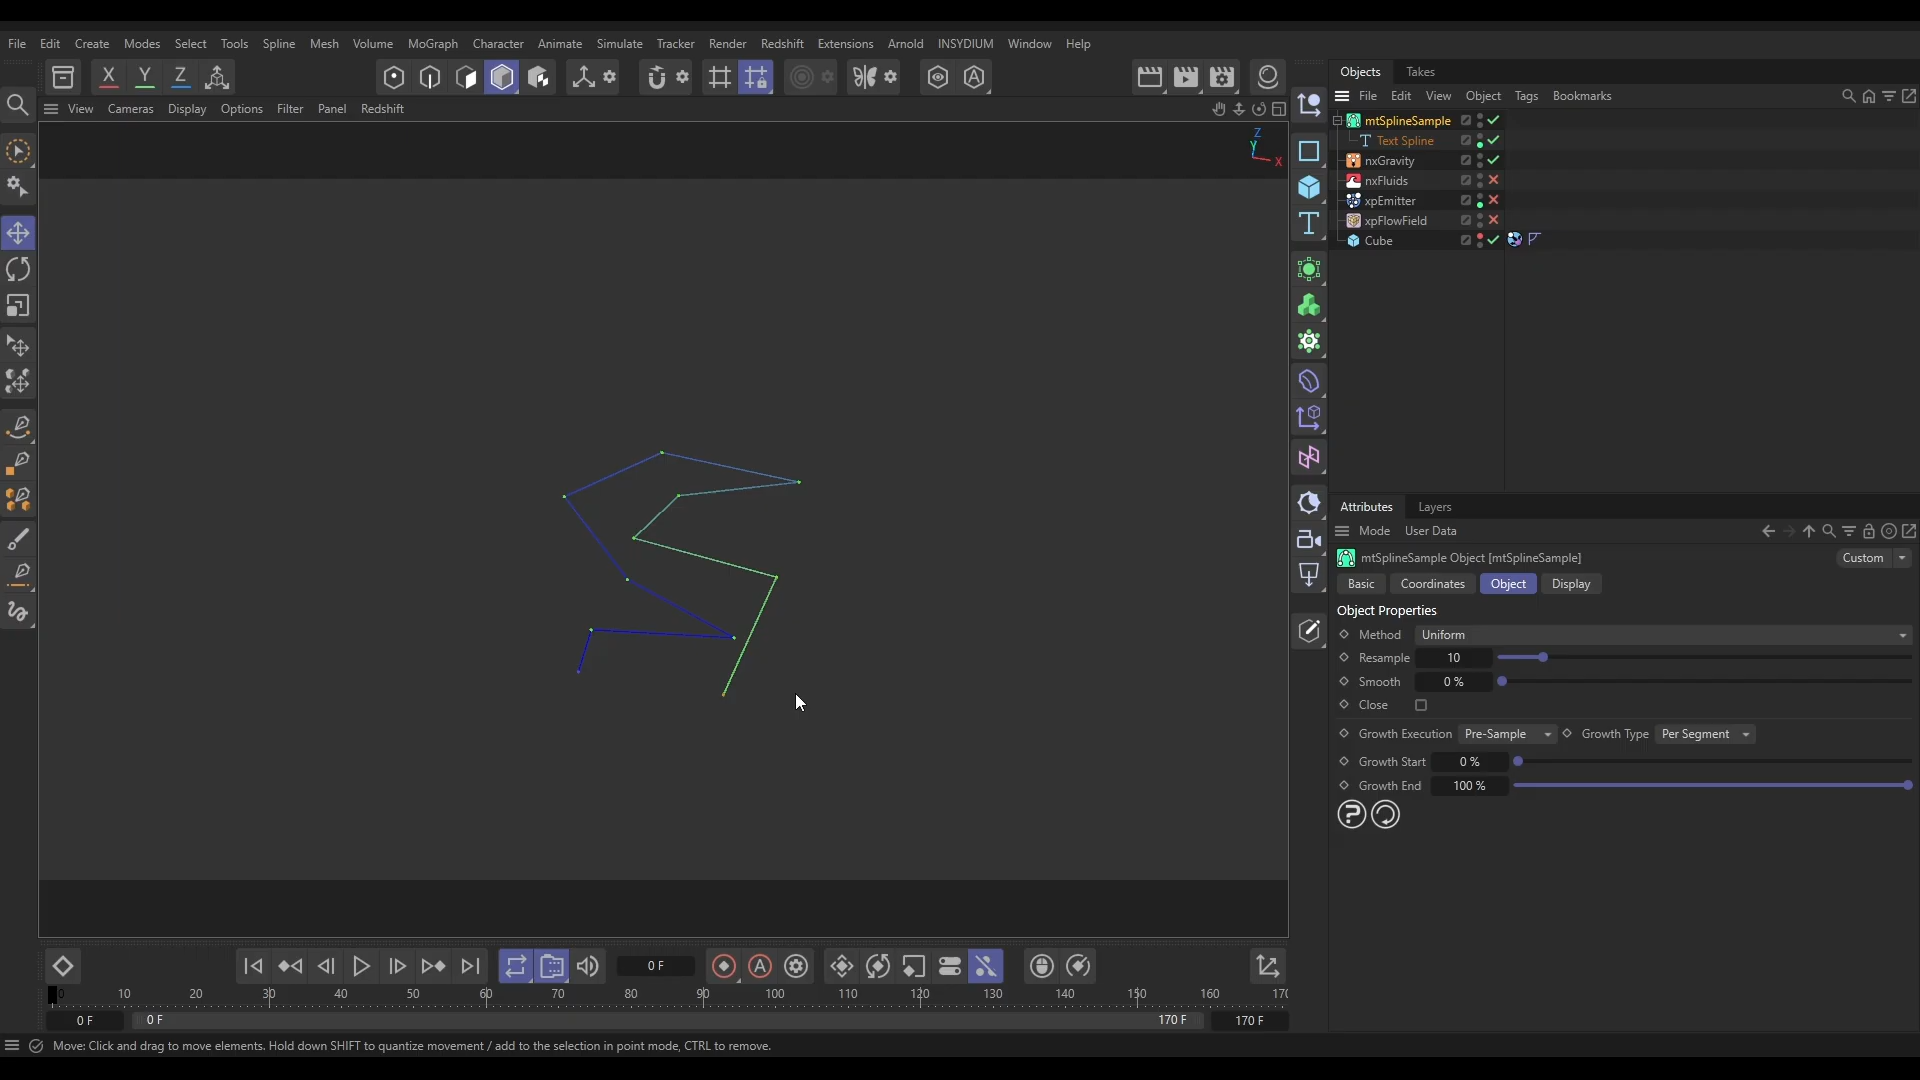 File Edit Create Modes Select Tools Spline Mesh Volume MoGraph Character Animate Simulate Tracker Render Redshift Extensions Arnold INSYDIUM Window Help
X Y Z
View Cameras Display Options Filter Panel Redshift
Z
Y
X
Objects Takes
File Edit View Object Tags Bookmarks
mtSplineSample
Text Spline
nxGravity
nxFluids
xpEmitter
xpFlowField
Cube
Attributes Layers
Mode User Data
mtSplineSample Object [mtSplineSample] Custom
Basic Coordinates Object Display
Object Properties
Method Uniform
Resample 10
Smooth 0 %
Close
Growth Execution Pre-Sample Growth Type Per Segment
Growth Start 0 %
Growth End 100 %
0 F
0 10 20 30 40 50 60 70 80 90 100 110 120 130 140 150 160 170
0 F 0 F 170 F 170 F
Move: Click and drag to move elements. Hold down SHIFT to quantize movement / add to the selection in point mode, CTRL to remove.